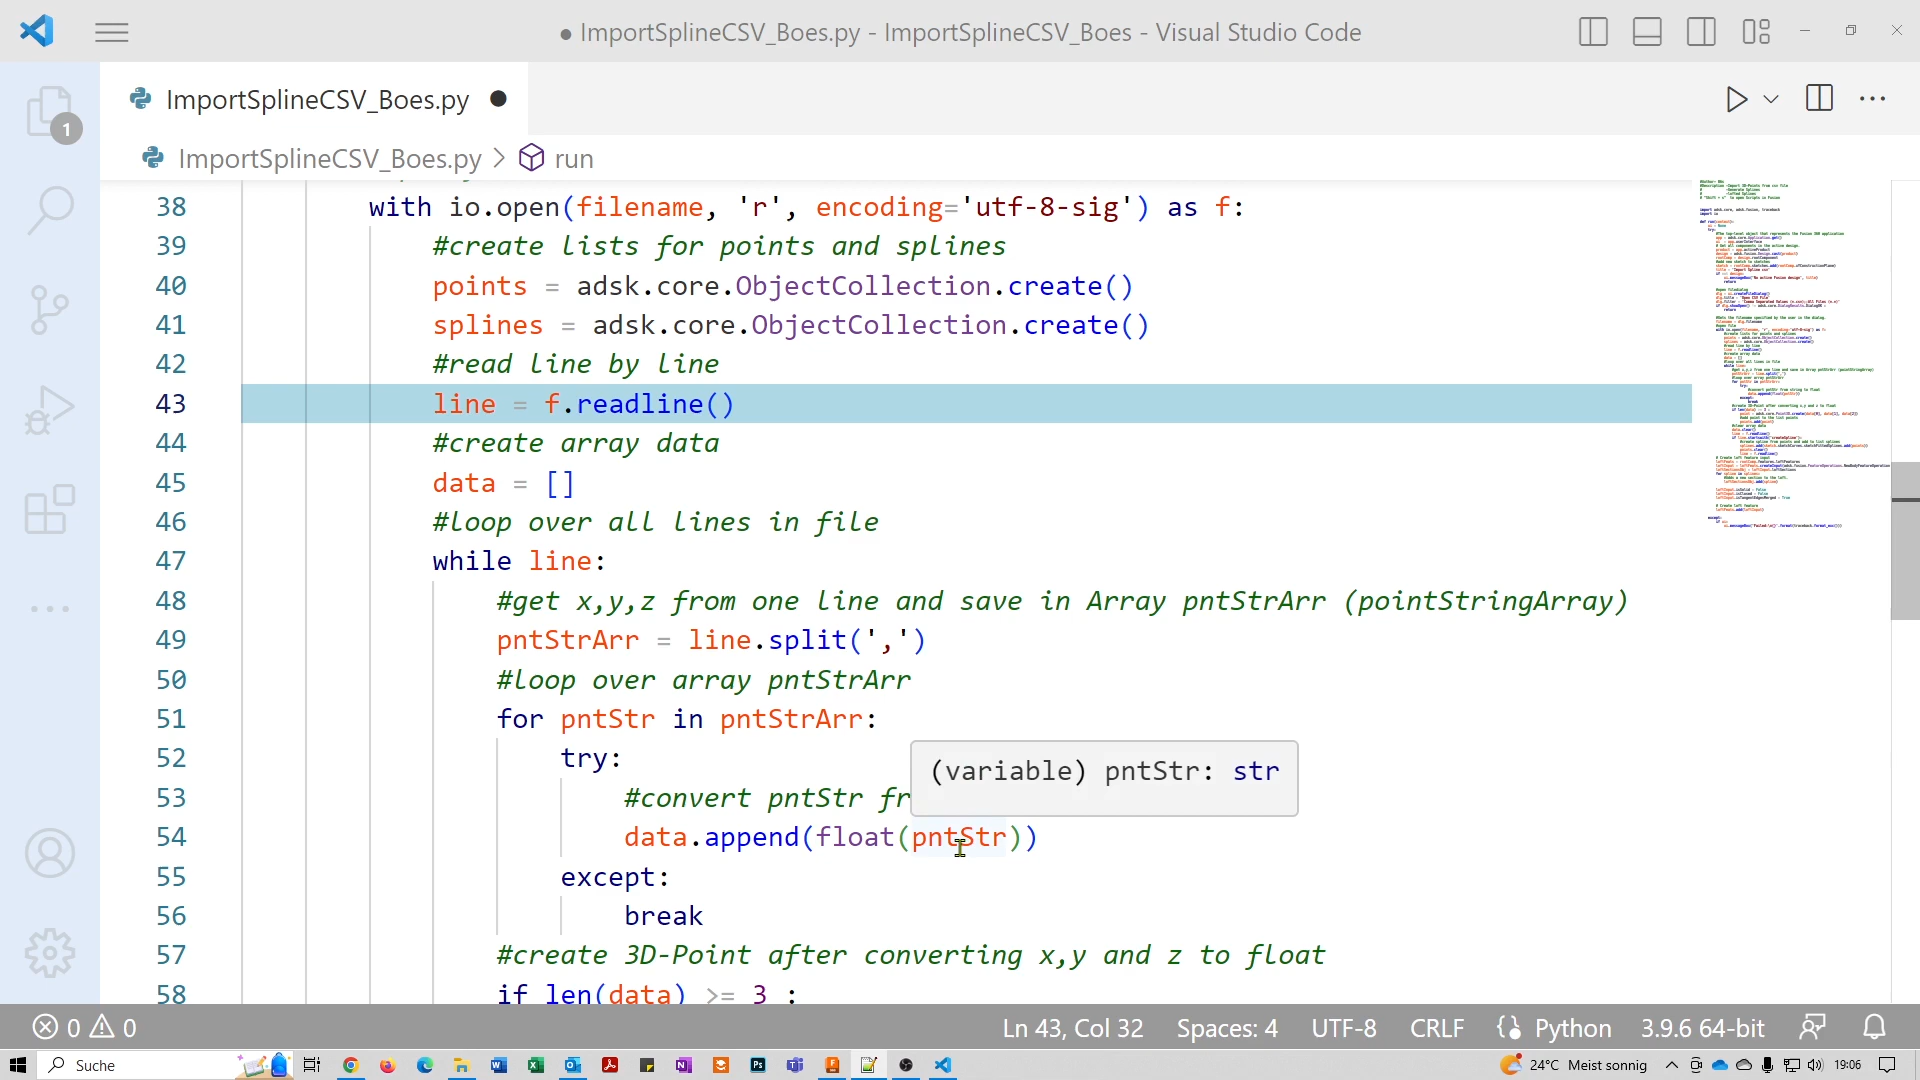 ● ImportSplineCSV_Boes.py - ImportSplineCSV_Boes - Visual Studio Code
ImportSplineCSV_Boes.py ●
1
ImportSplineCSV_Boes.py > run
38 with io.open(filename, 'r', encoding='utf-8-sig') as f:
39 #create lists for points and splines
40 points = adsk.core.ObjectCollection.create()
41 splines = adsk.core.ObjectCollection.create()
42 #read line by line
43 line = f.readline()
44 #create array data
45 data = []
46 #loop over all lines in file
47 while line:
48 #get x,y,z from one line and save in Array pntStrArr (pointStringArray)
49 pntStrArr = line.split(',')
50 #loop over array pntStrArr
51 for pntStr in pntStrArr:
52 try:
(variable) pntStr: str
53 #convert pntStr fr
54 data.append(float(pntStr))
55 except:
56 break
57 #create 3D-Point after converting x,y and z to float
58 if len(data) >= 3 :
0 0 Ln 43, Col 32 Spaces: 4 UTF-8 CRLF Python 3.9.6 64-bit
Suche 24°C Meist sonnig 19:06